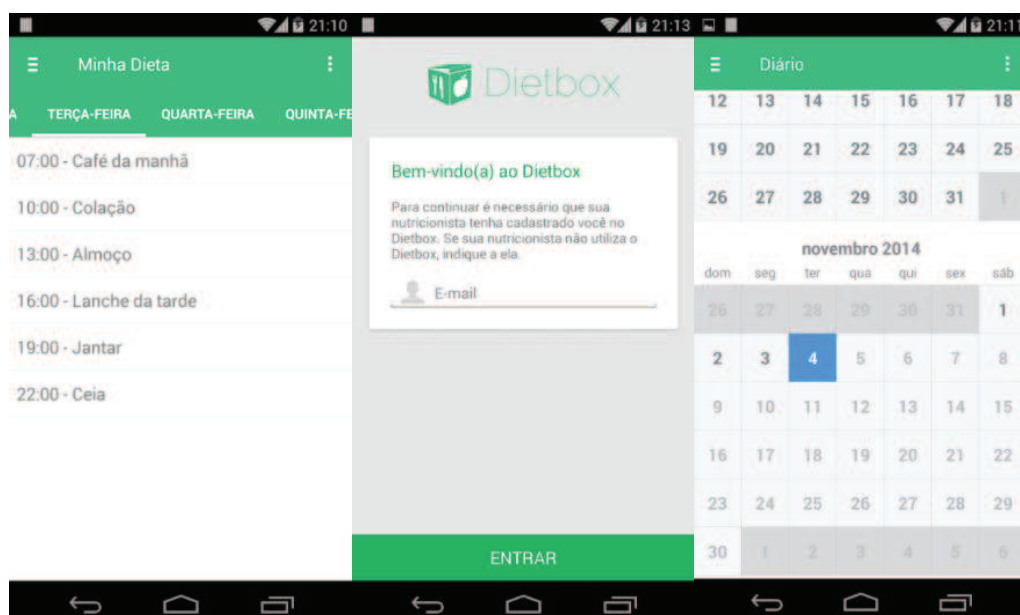 21:10
Minha Dieta
A TERÇA-FEIRA QUARTA-FEIRA QUINTA-FE
07:00 - Café da manhã
10:00 - Colação
13:00 - Almoço
16:00 - Lanche da tarde
19:00 - Jantar
22:00 - Ceia
21:13
Dietbox
Bem-vindo(a) ao Dietbox
Para continuar é necessário que sua
nutricionista tenha cadastrado você no
Dietbox. Se sua nutricionista não utiliza o
Dietbox, indique a ela.
E-mail
ENTRAR
21:11
Diário
12 13 14 15 16 17 18
19 20 21 22 23 24 25
26 27 28 29 30 31 1
novembro 2014
dom seg ter qua qui sex sáb
26 27 28 29 30 31 1
2 3 4 5 6 7 8
9 10 11 12 13 14 15
16 17 18 19 20 21 22
23 24 25 26 27 28 29
30 1 2 3 4 5 6